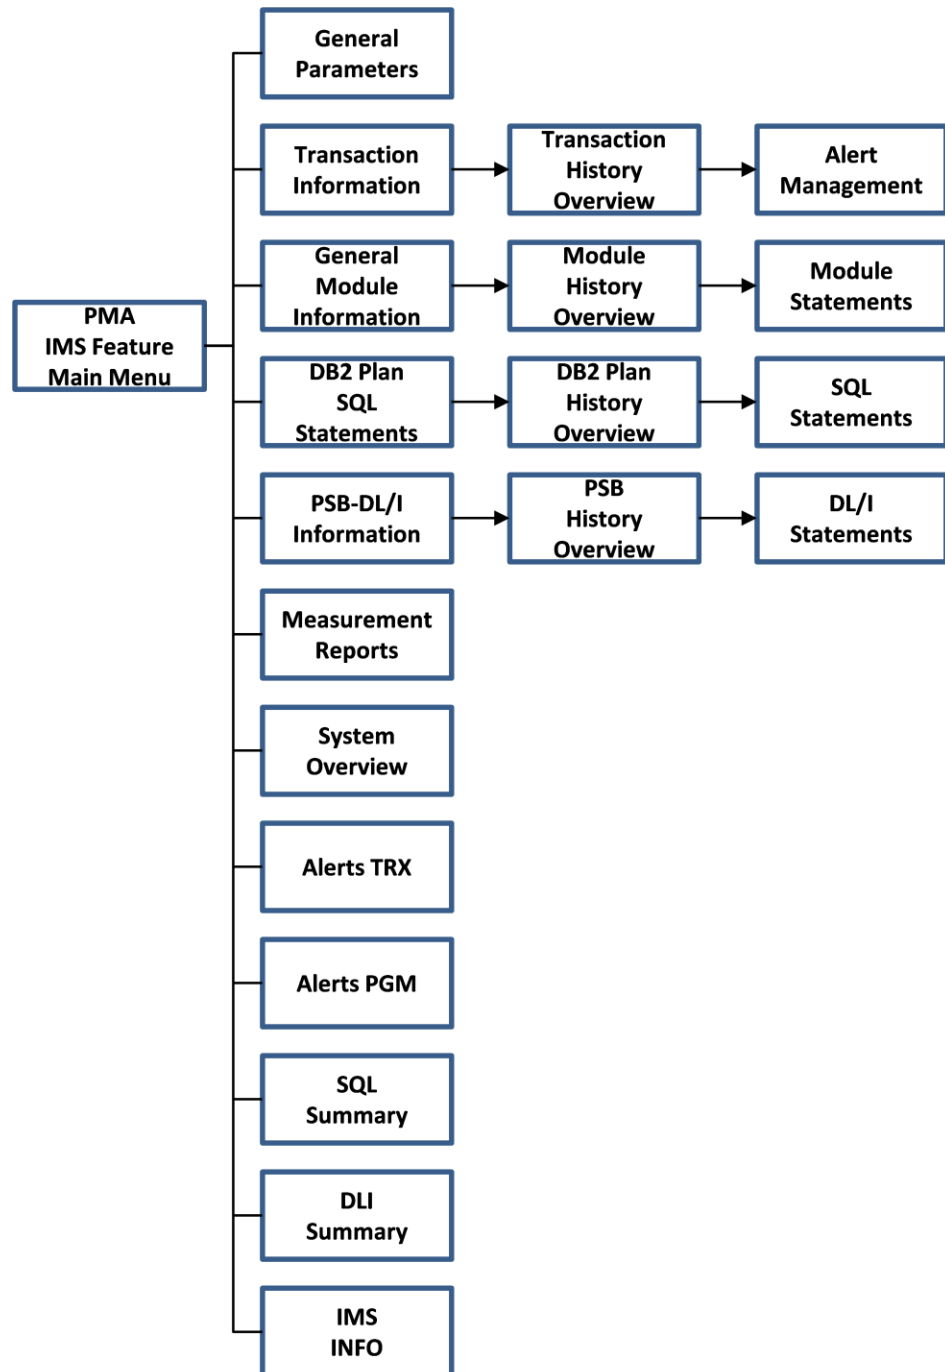 General
Parameters
Transaction
Information
Transaction
History
Overview
Alert
Management
General
Module
Information
Module
History
Overview
Module
Statements
PMA
IMS Feature
Main Menu
DB2 Plan
SQL
Statements
DB2 Plan
History
Overview
SQL
Statements
PSB-DL/I
Information
PSB
History
Overview
DL/I
Statements
Measurement
Reports
System
Overview
Alerts TRX
Alerts PGM
SQL
Summary
DLI
Summary
IMS
INFO